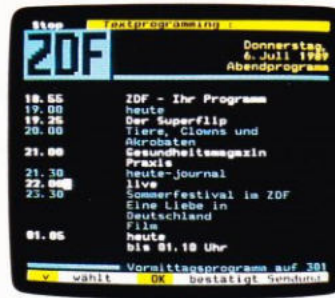 Stop Textprogramming :
ZDF
Donnerstag,
6.Juli 1989
Abendprogramm
18.55 ZDF - Ihr Programm
19.00 heute
19.25 Der Superflip
20.00 Tiere, Clowns und
Akrobaten
21.00 Gesundheitsmagazin
Praxis
21.30 heute-journal
22.00 live
23.30 Sommerfestival im ZDF
Eine Liebe in
Deutschland
Film
01.05 heute
bis 01.10 Uhr
Vormittagsprogramm auf 301
v wählt OK bestätigt Sendung